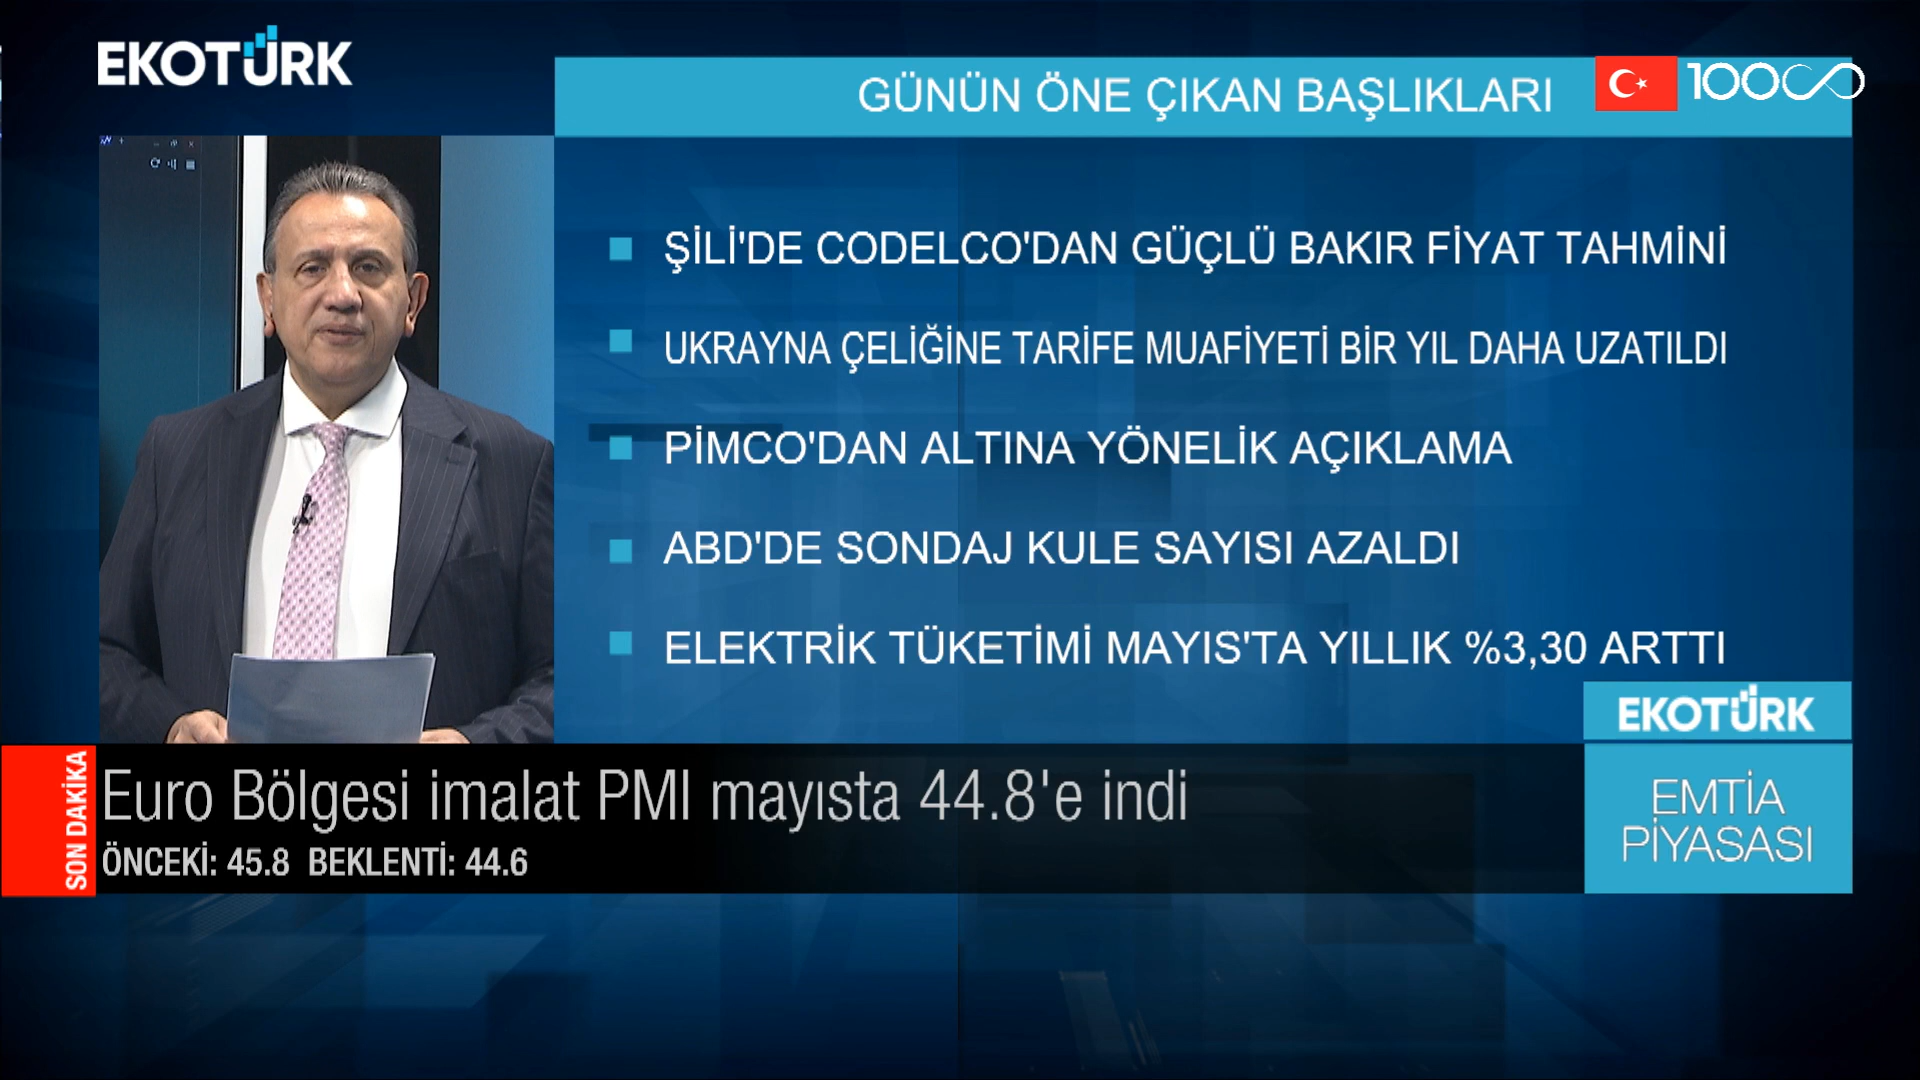 EKOTÜRK
GÜNÜN ÖNE ÇIKAN BAŞLIKLARI
100
ŞİLİ'DE CODELCO'DAN GÜÇLÜ BAKIR FİYAT TAHMİNİ
UKRAYNA ÇELİĞİNE TARİFE MUAFİYETİ BİR YIL DAHA UZATILDI
PİMCO'DAN ALTINA YÖNELİK AÇIKLAMA
ABD'DE SONDAJ KULE SAYISI AZALDI
ELEKTRİK TÜKETİMİ MAYIS'TA YILLIK %3,30 ARTTI
EKOTÜRK
SON DAKİKA
Euro Bölgesi imalat PMI mayısta 44.8'e indi
ÖNCEKİ: 45.8 BEKLENTİ: 44.6
EMTİA
PİYASASI